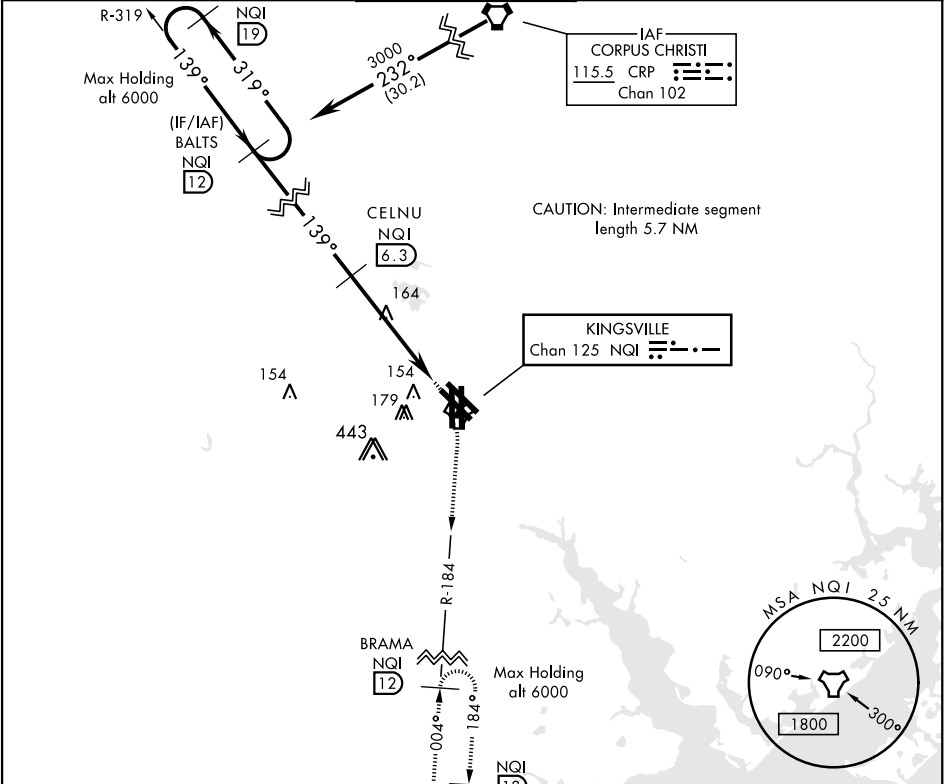 R-319
NQI
19
139°
319°
Max Holding
alt 6000
3000
232°
(30.2)
IAF
CORPUS CHRISTI
115.5 CRP
Chan 102
(IF/IAF)
BALTS
NQI
12
139°
CELNU
NQI
6.3
CAUTION: Intermediate segment
length 5.7 NM
164
KINGSVILLE
Chan 125 NQI
154
154
179
443
R-184
BRAMA
NQI
12
Max Holding
alt 6000
004°
184°
NQI
MSA NQI 25 NM
2200
090°
1800
300°